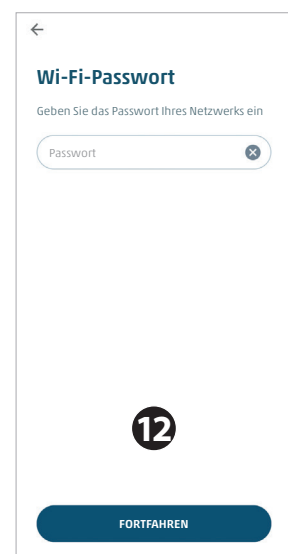 Wi-Fi-Passwort
Geben Sie das Passwort Ihres Netzwerks ein
Passwort
12
FORTFAHREN